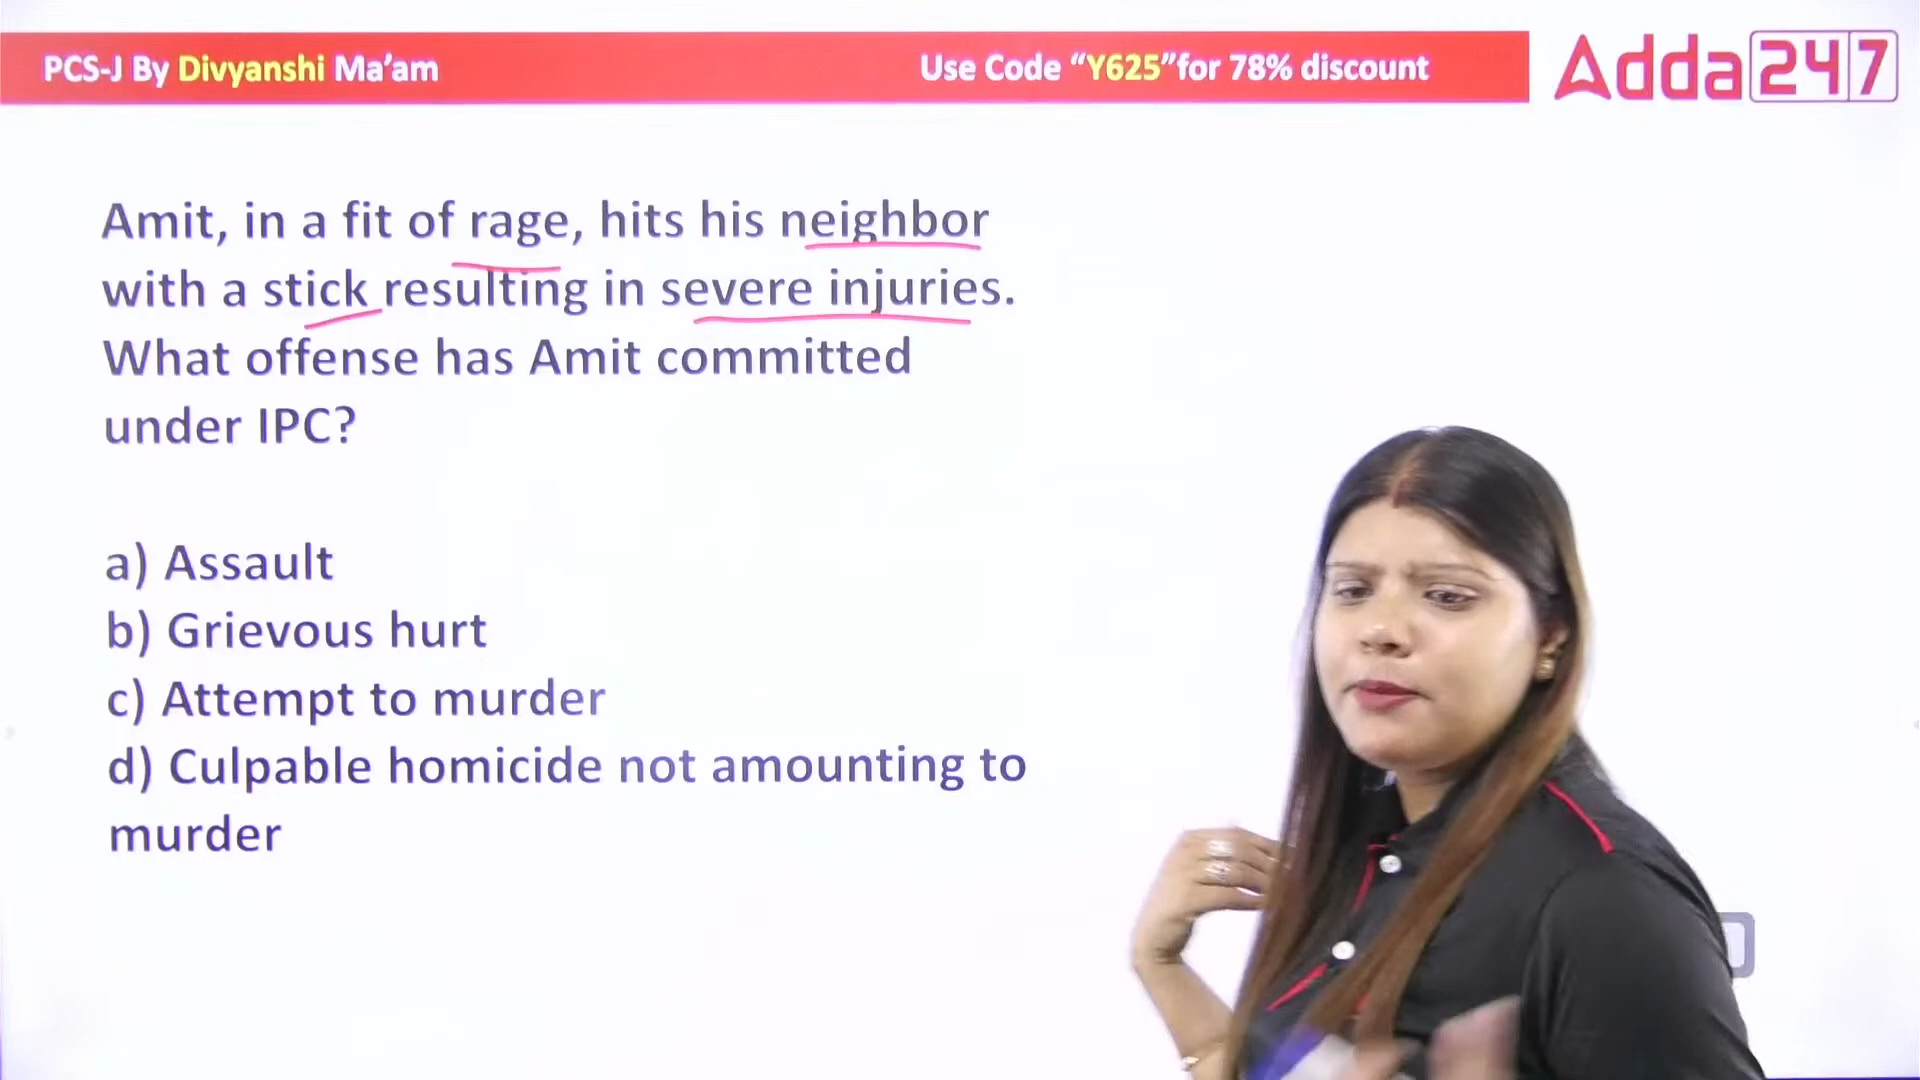 PCS-J By Divyanshi Ma’am
Use Code “Y625”for 78% discount
Adda247
Amit, in a fit of rage, hits his neighbor
with a stick resulting in severe injuries.
What offense has Amit committed
under IPC?
a) Assault
b) Grievous hurt
c) Attempt to murder
d) Culpable homicide not amounting to
murder